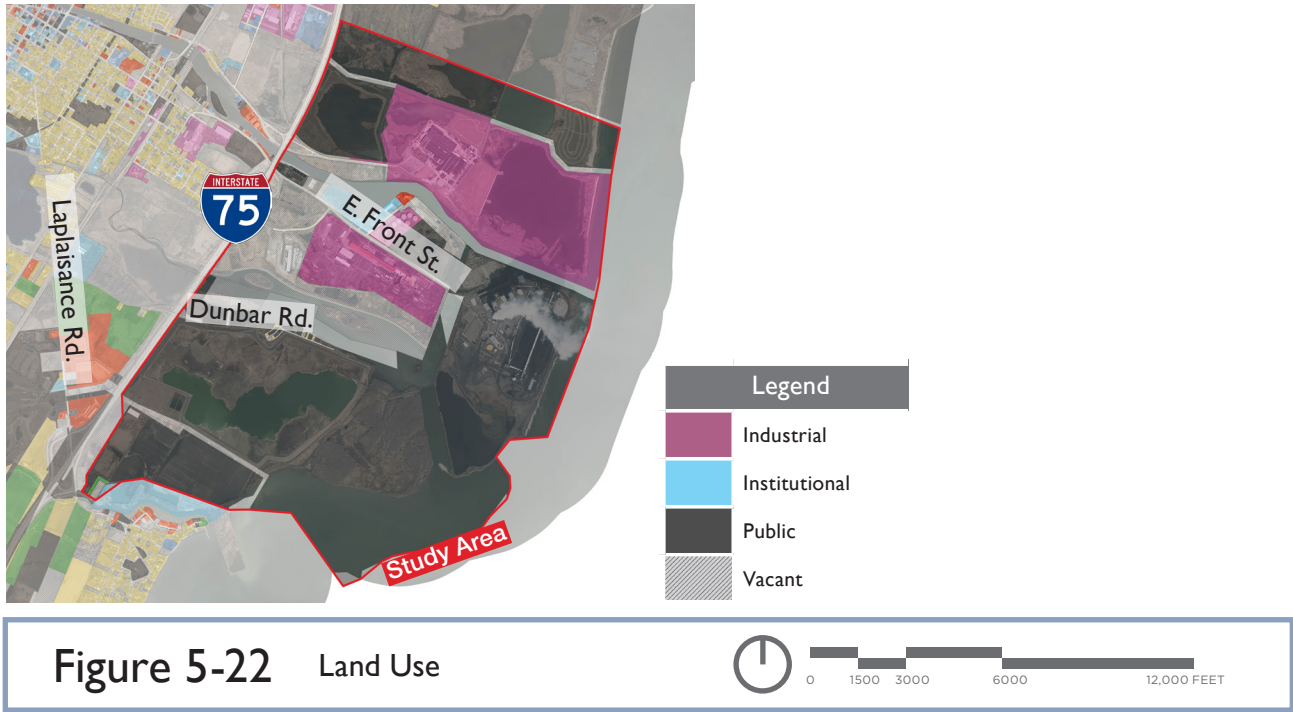 INTERSTATE
75
Laplaisance Rd.
E. Front St.
Dunbar Rd.
Study Area
Legend
Industrial
Institutional
Public
Vacant
Figure 5-22 Land Use
0 1500 3000 6000 12,000 FEET